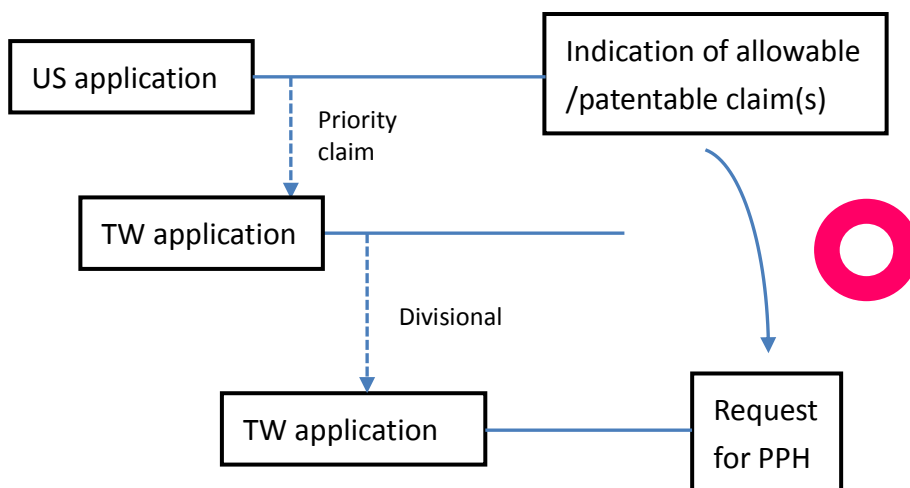 US application
Indication of allowable
/patentable claim(s)
Priority
claim
TW application
Divisional
TW application
Request
for PPH